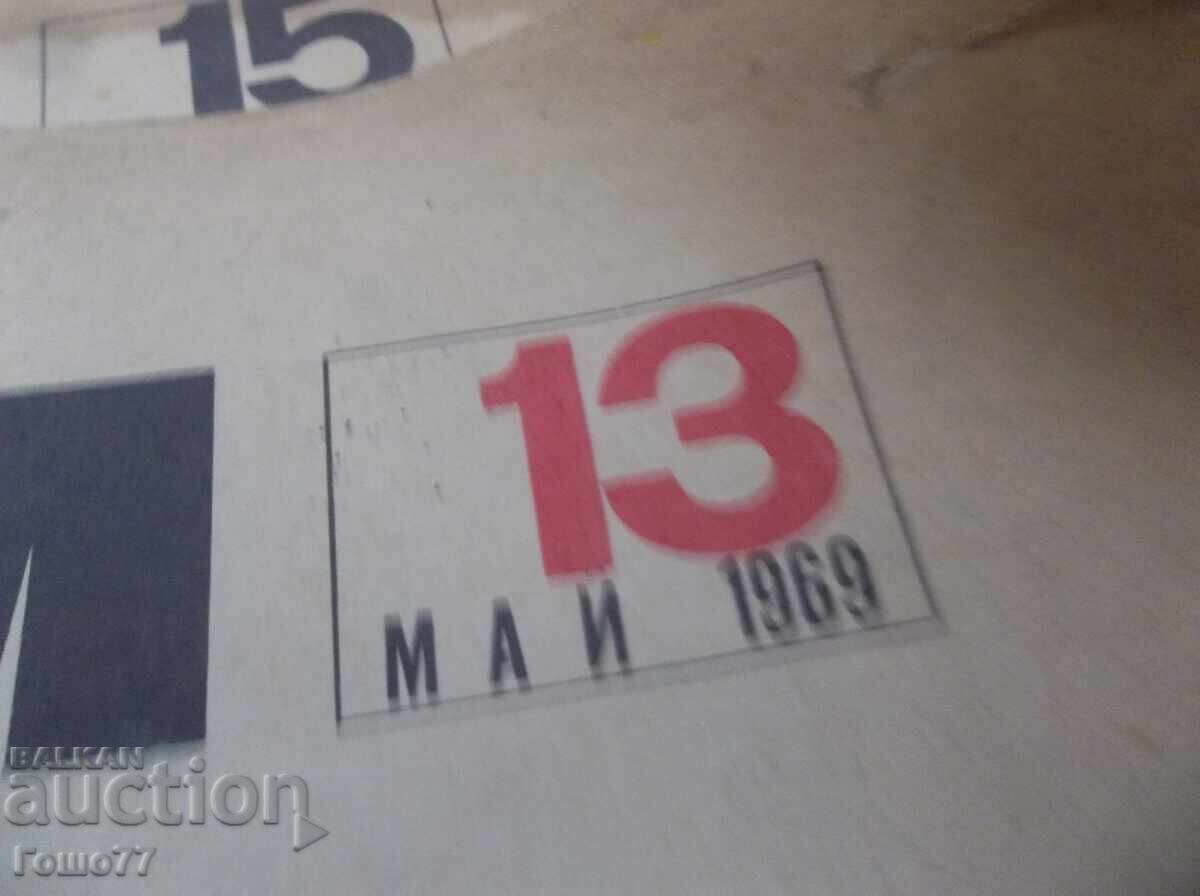 15
13
МАЙ 1969
BALKAN
auction
Гошо77